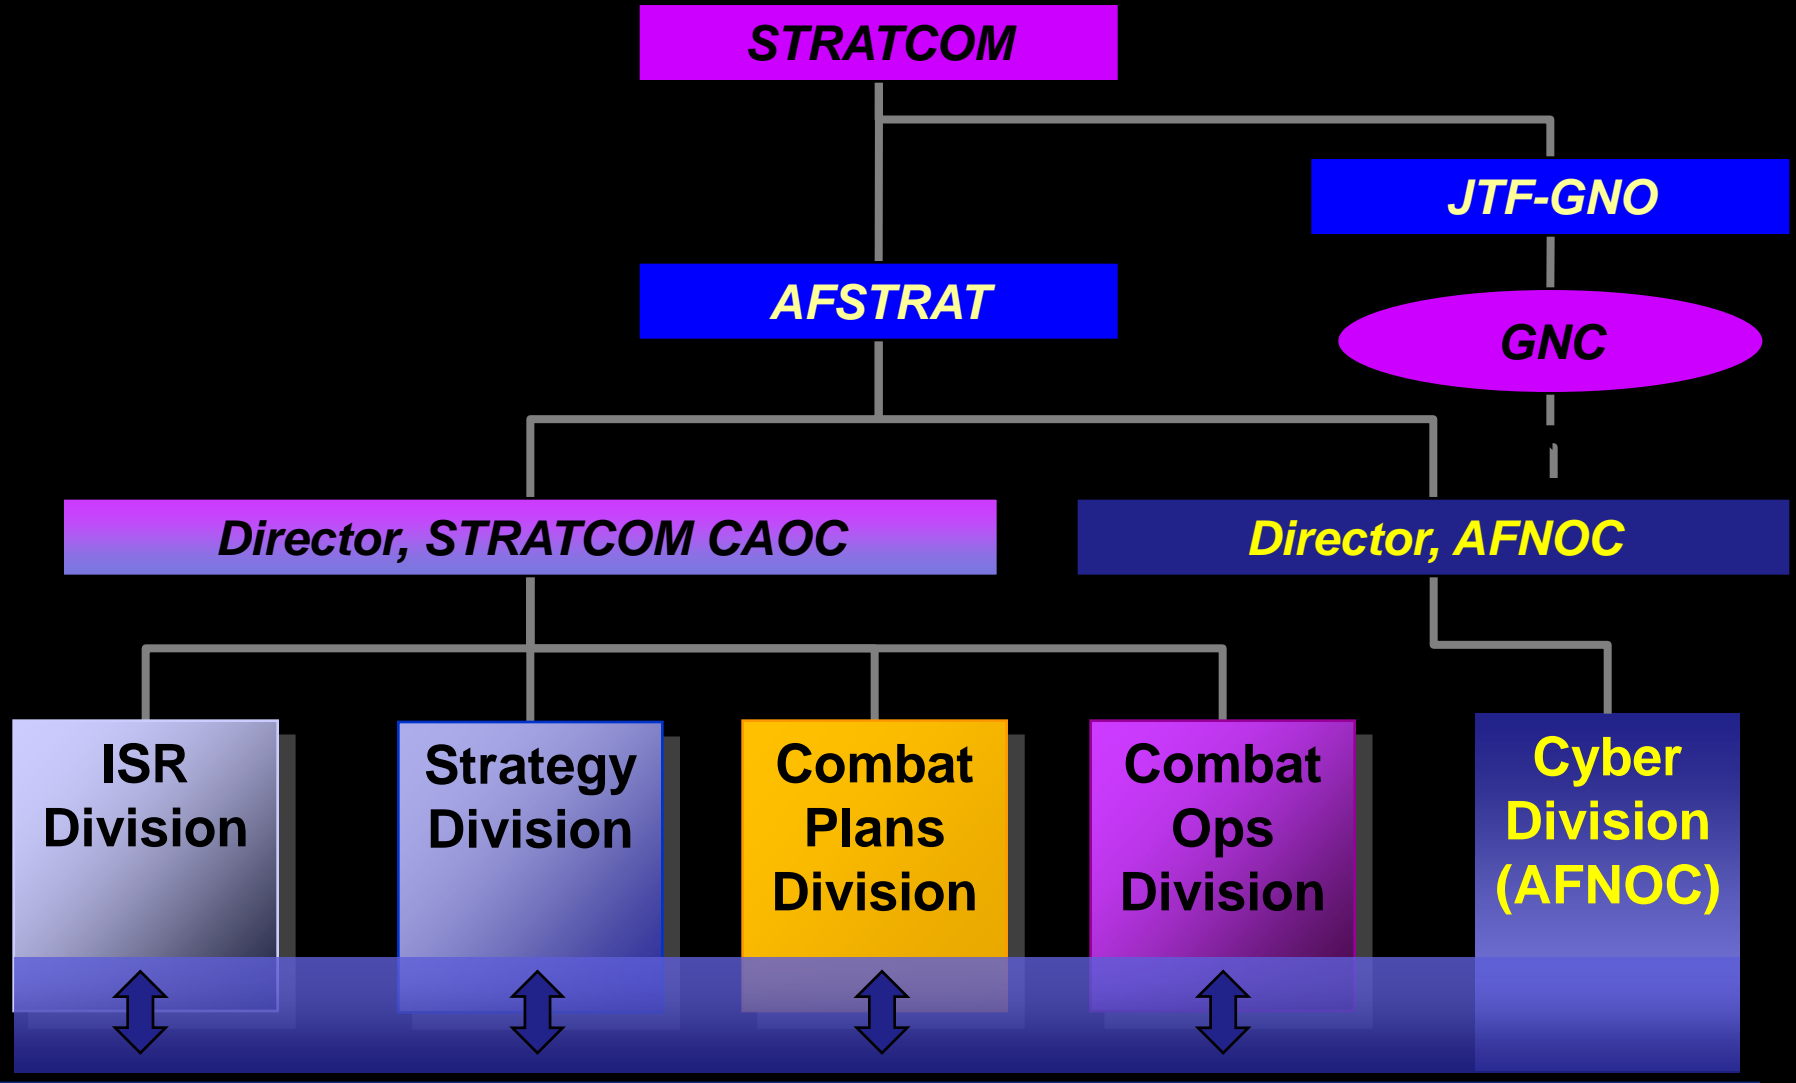 STRATCOM
JTF-GNO
AFSTRAT
GNC
Director, STRATCOM CAOC
Director, AFNOC
ISR
Division
Strategy
Division
Combat
Plans
Division
Combat
Ops
Division
Cyber
Division
(AFNOC)